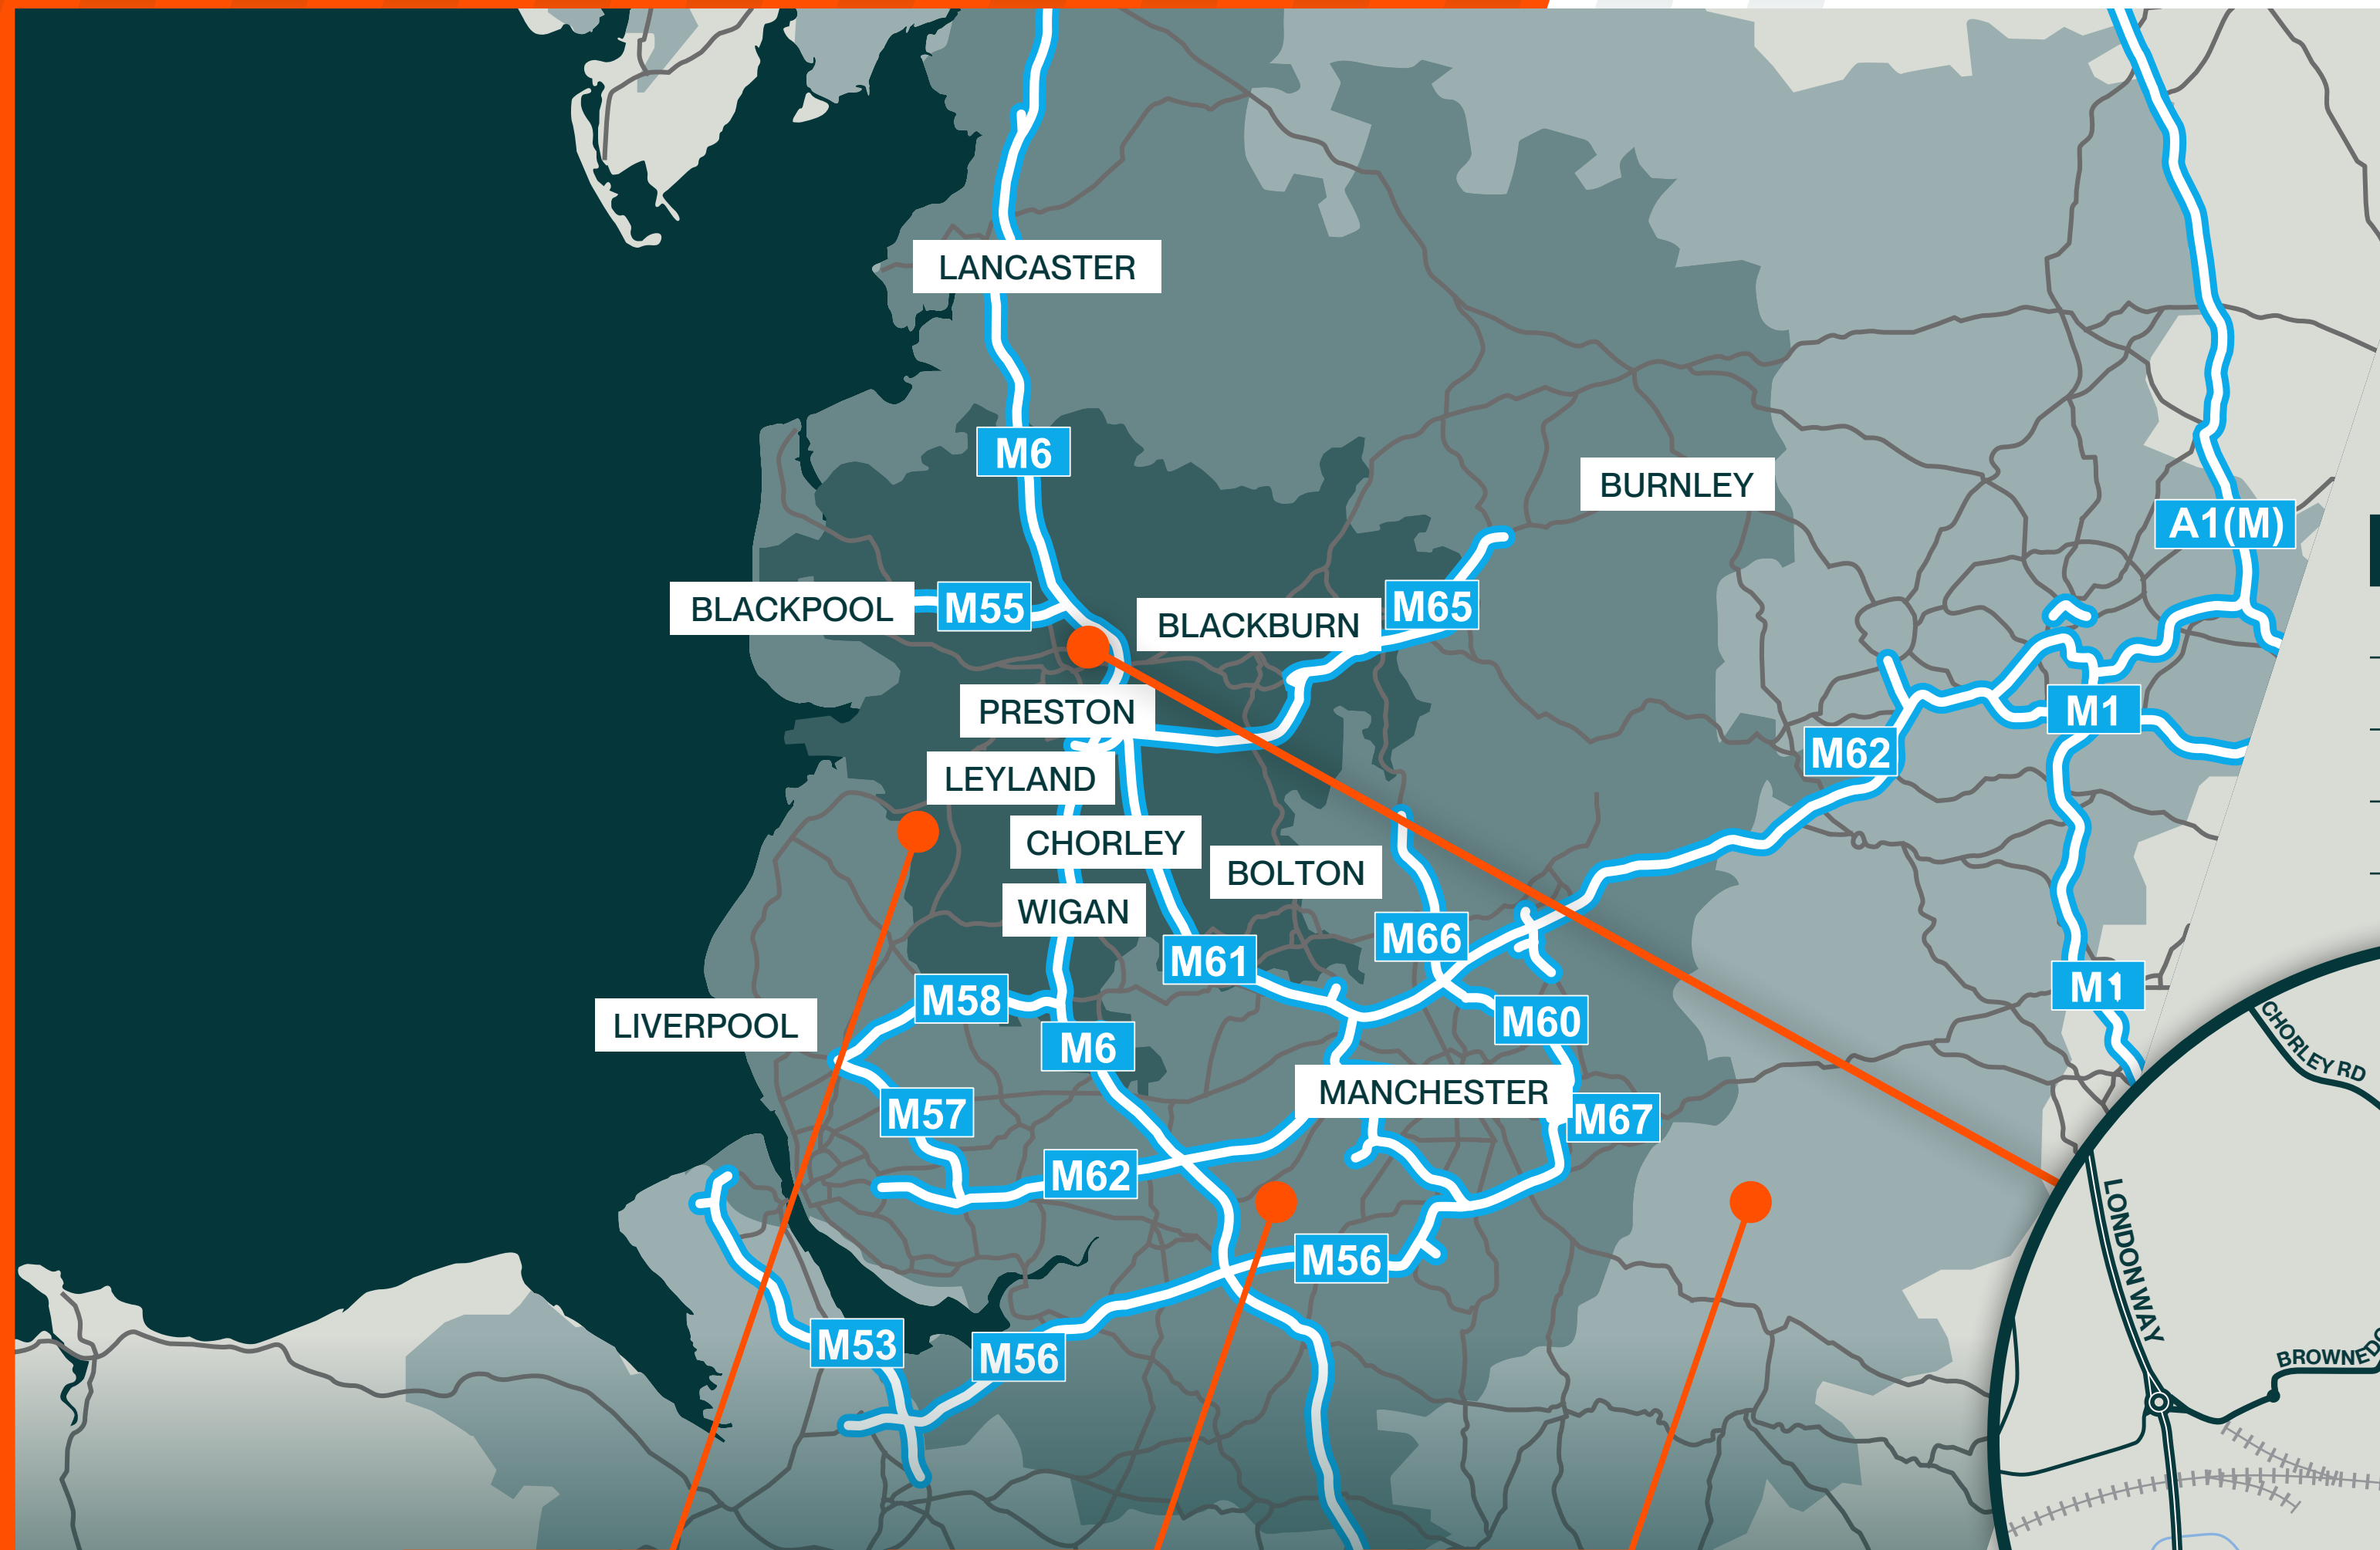 LANCASTER
M6
BURNLEY
A1(M)
BLACKPOOL
M55
BLACKBURN
M65
PRESTON
M1
M62
LEYLAND
CHORLEY
BOLTON
WIGAN
M66
M61
M1
M58
LIVERPOOL
M60
M6
CHORLEY RD
MANCHESTER
M57
M67
M62
LONDON WAY
M56
M53
M56